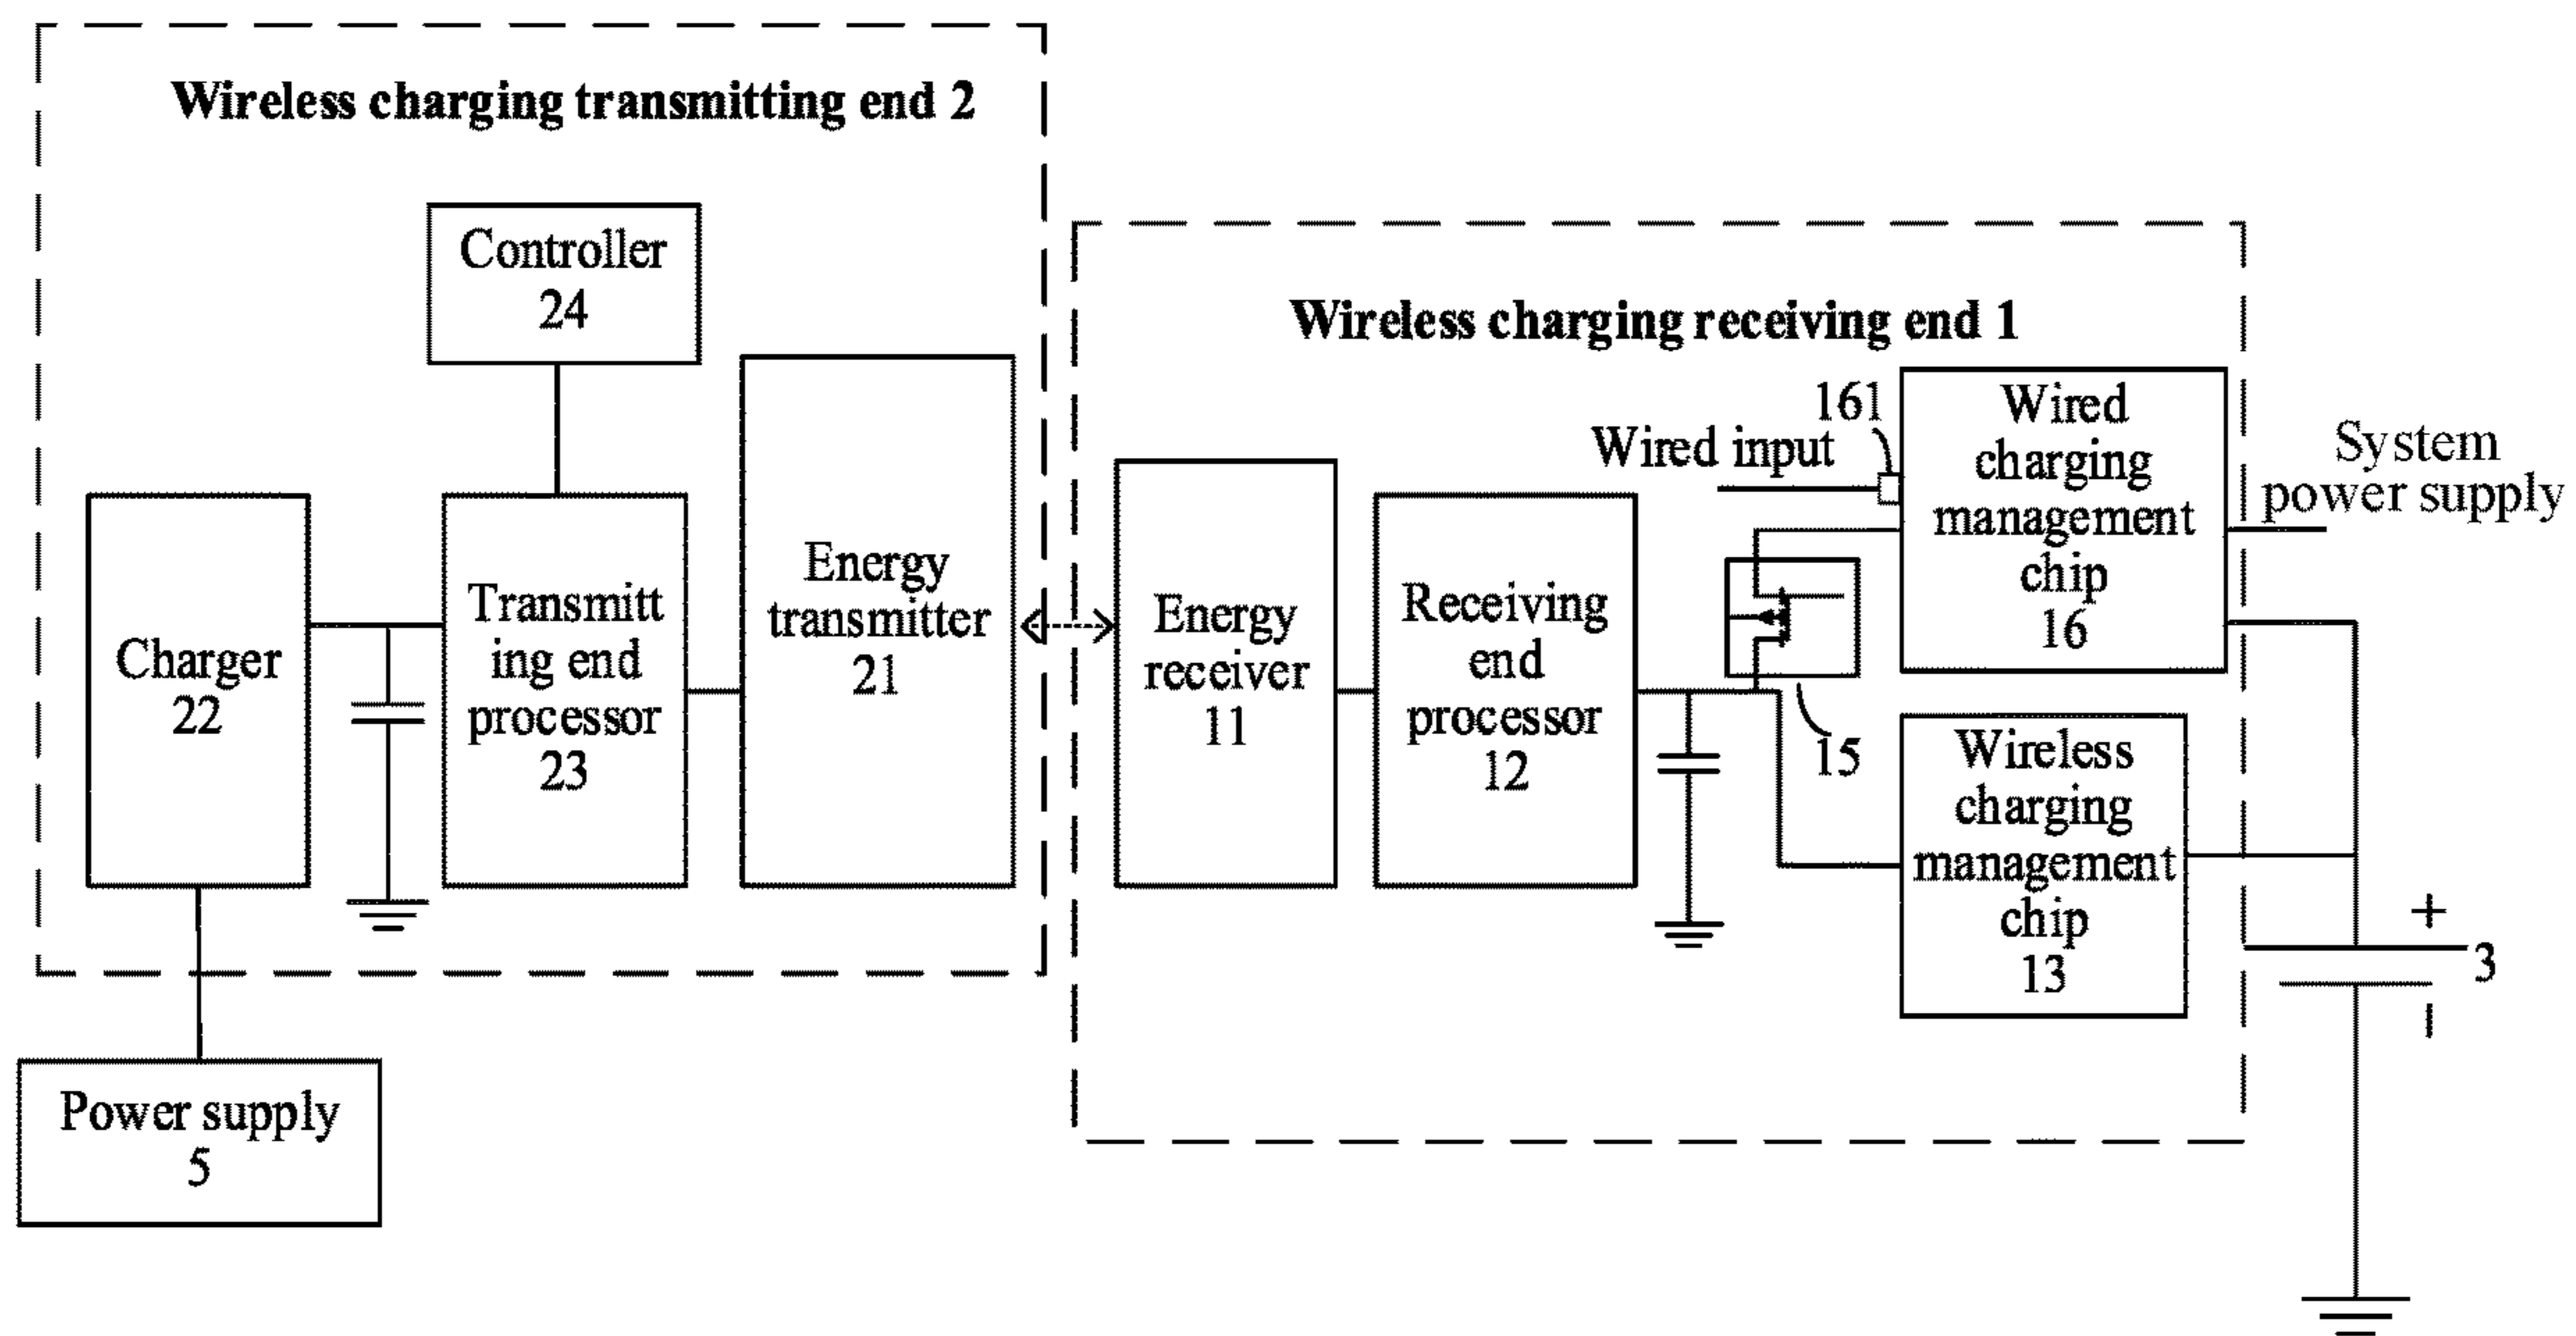 Wireless charging transmitting end 2
Controller
24
Charger
22
Transmitt
ing end
processor
23
Energy
transmitter
21
Power supply
5
Wireless charging receiving end 1
Energy
receiver
11
Receiving
end
processor
12
161
Wired input
15
Wired
charging
management
chip
16
Wireless
charging
management
chip
13
System
power supply
+
3